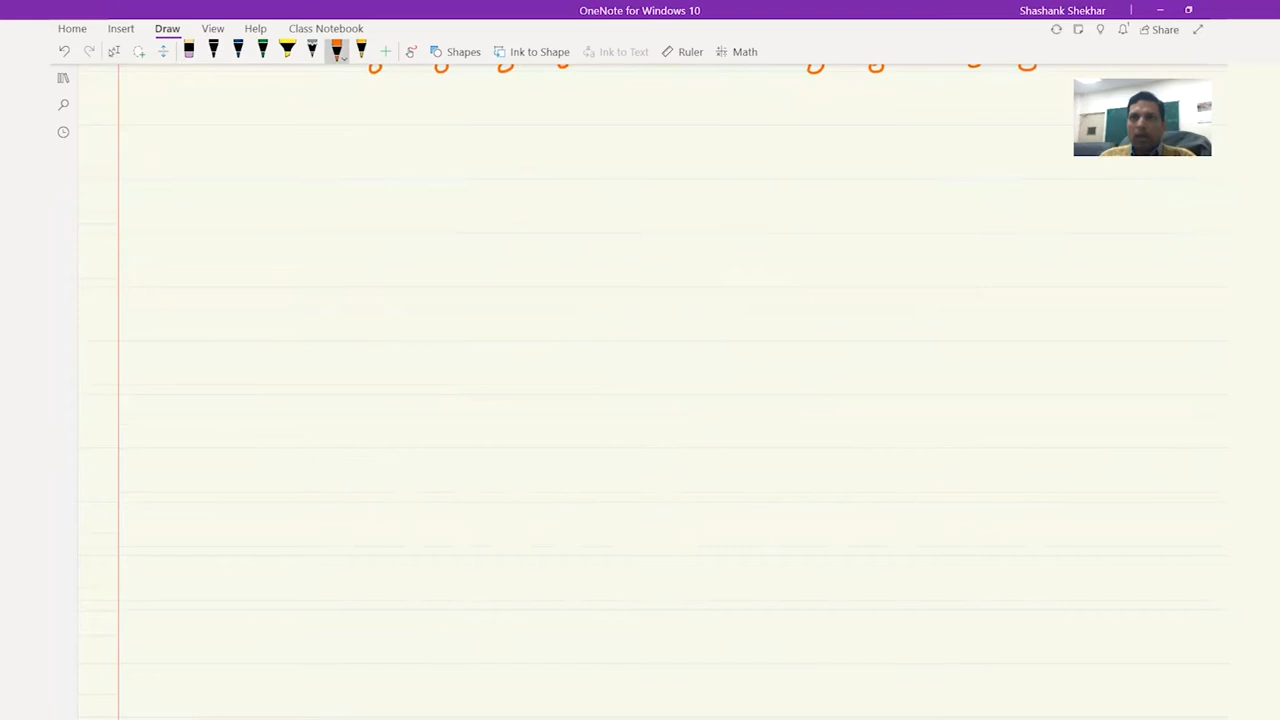 OneNote for Windows 10
Shashank Shekhar
Home Insert Draw View Help Class Notebook
Share
Shapes Ink to Shape Ink to Text Ruler Math